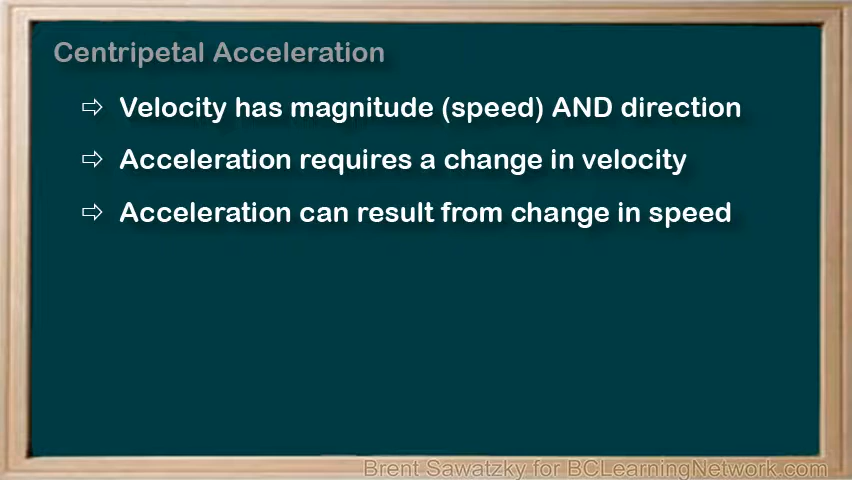 Centripetal Acceleration
⇨ Velocity has magnitude (speed) AND direction
⇨ Acceleration requires a change in velocity
⇨ Acceleration can result from change in speed
Brent Sawatzky for BCLearningNetwork.com